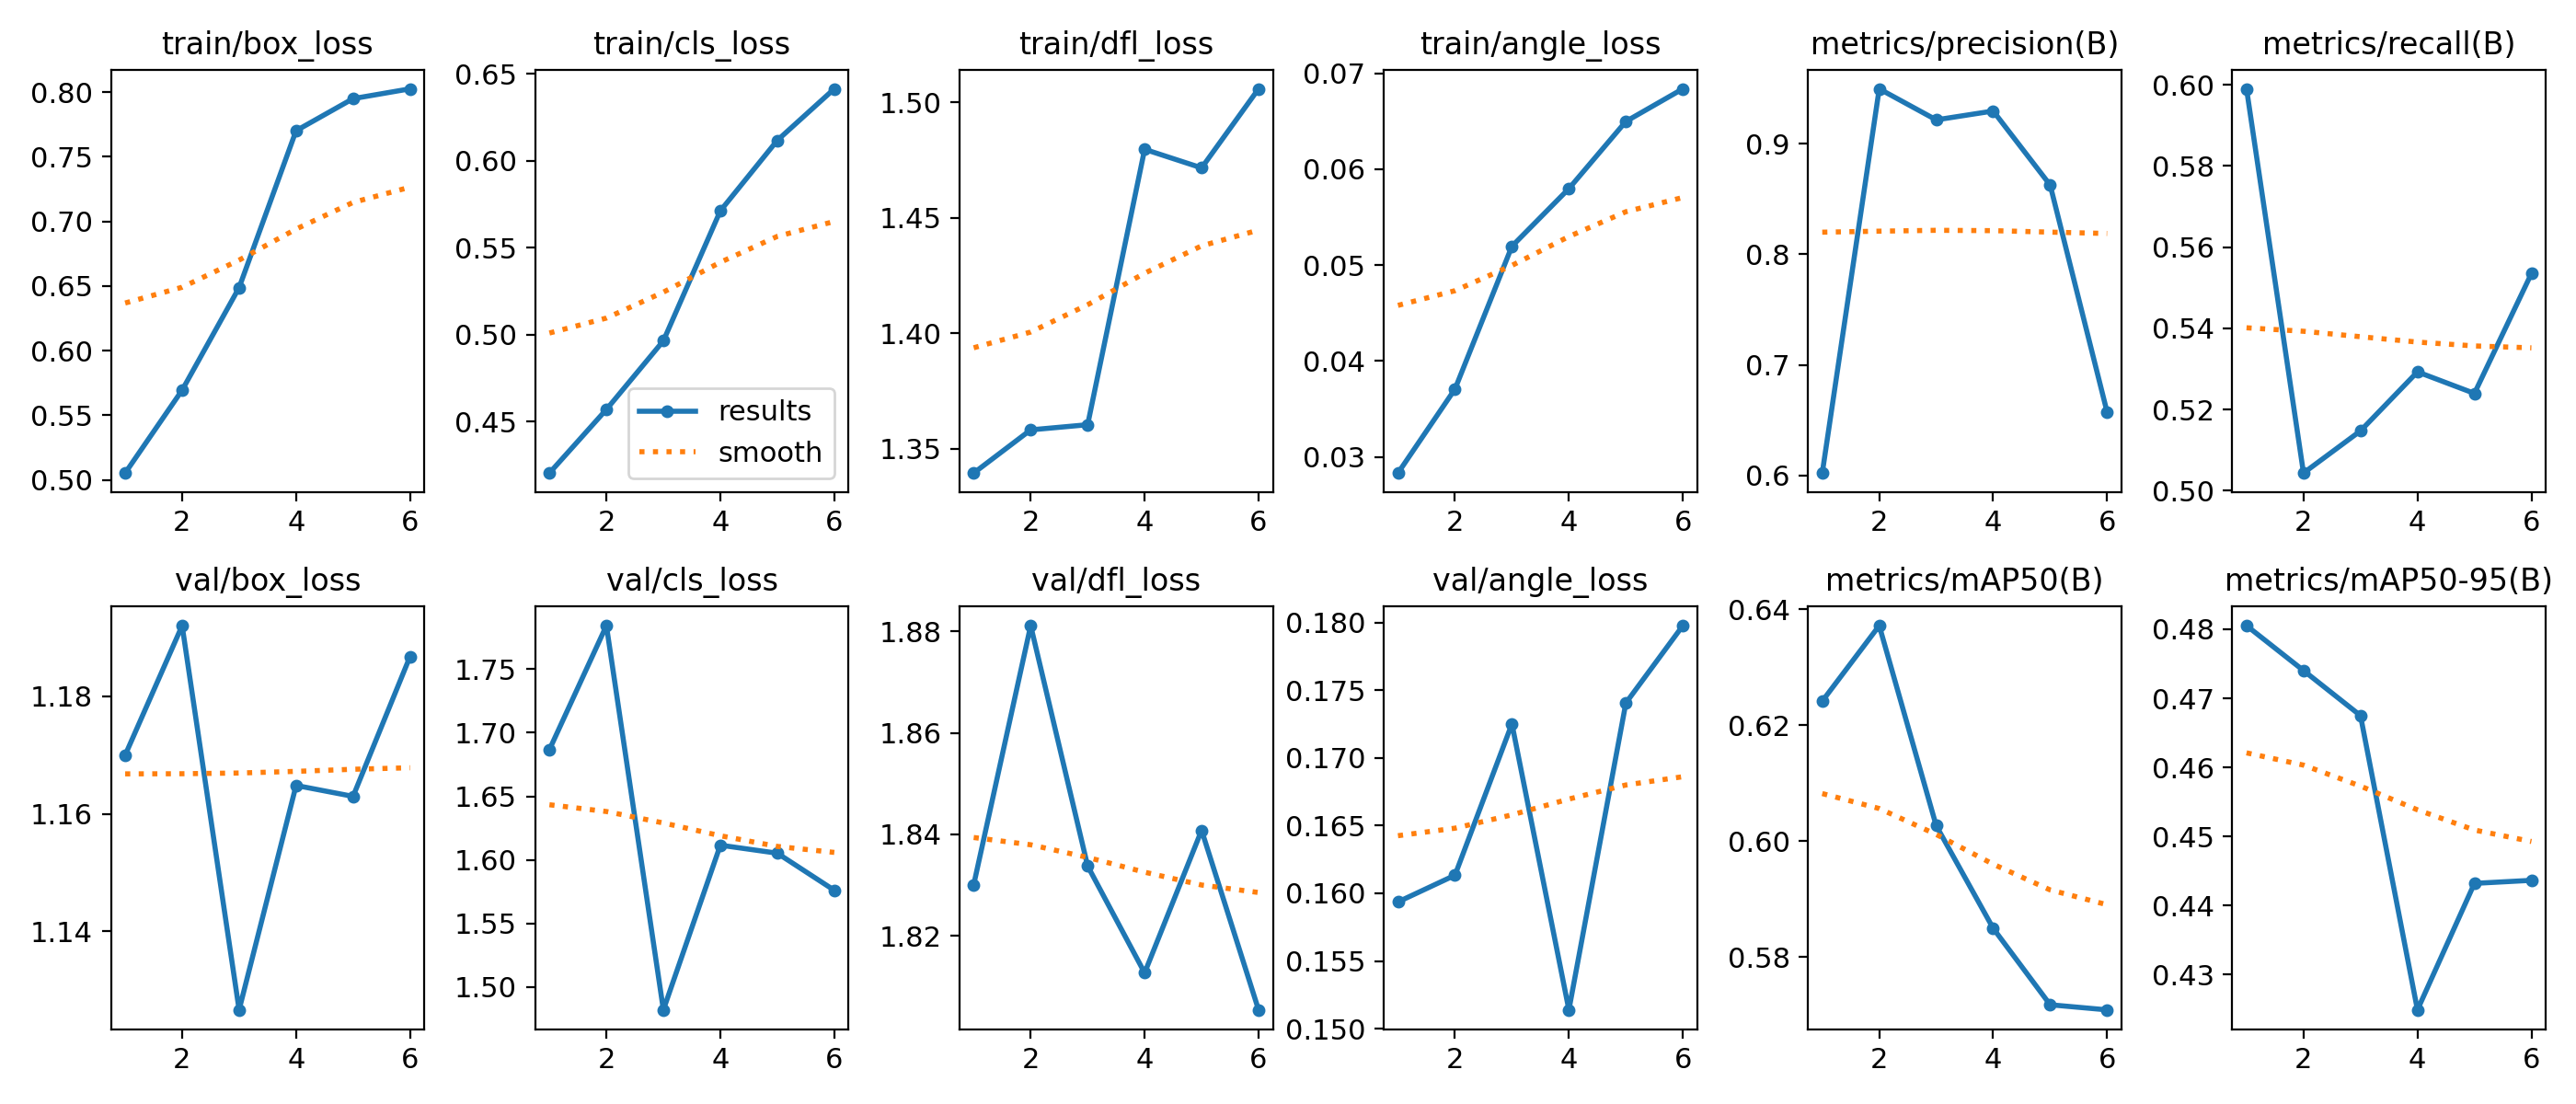 train/box_loss
train/cls_loss
train/dfl_loss
train/angle_loss
metrics/precision(B)
metrics/recall(B)
0.80
0.75
0.70
0.65
0.60
0.55
0.50
2 4 6
0.65
0.60
0.55
0.50
0.45
results
smooth
2 4 6
1.50
1.45
1.40
1.35
2 4 6
0.07
0.06
0.05
0.04
0.03
2 4 6
0.9
0.8
0.7
0.6
2 4 6
0.60
0.58
0.56
0.54
0.52
0.50
2 4 6
val/box_loss
val/cls_loss
val/dfl_loss
val/angle_loss
metrics/mAP50(B)
metrics/mAP50-95(B)
1.18
1.16
1.14
2 4 6
1.75
1.70
1.65
1.60
1.55
1.50
2 4 6
1.88
1.86
1.84
1.82
2 4 6
0.180
0.175
0.170
0.165
0.160
0.155
0.150
2 4 6
0.64
0.62
0.60
0.58
2 4 6
0.48
0.47
0.46
0.45
0.44
0.43
2 4 6